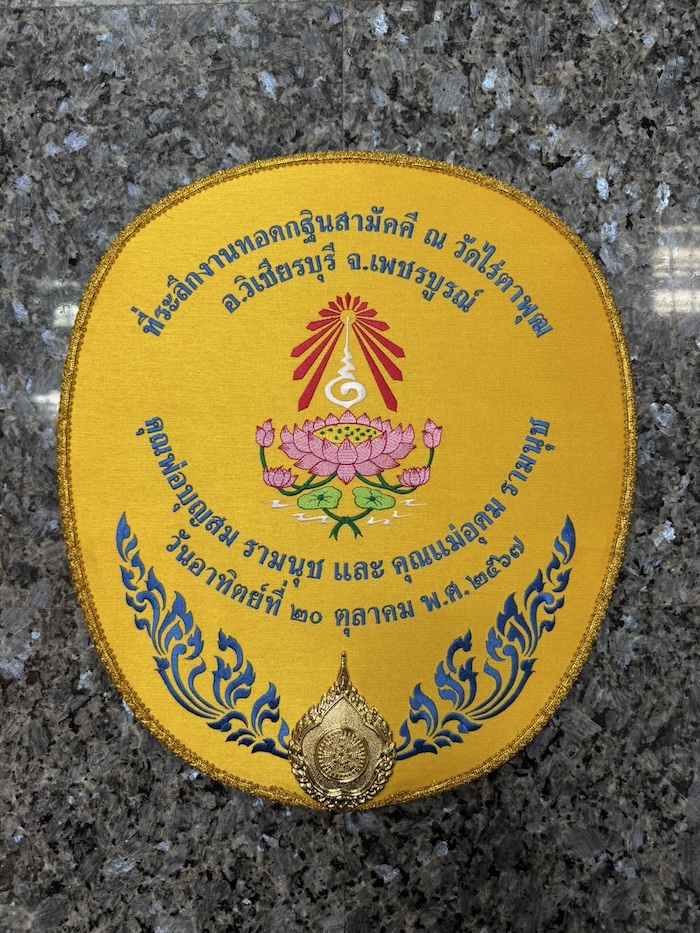 ที่ระลึกงานทอดกฐินสามัคคี ณ วัดไร่ตาพุฒ
อ.วิเชียรบุรี จ.เพชรบูรณ์
คุณพ่อบุญสม รามนุช และ คุณแม่อุดม รามนุช
วันอาทิตย์ที่ ๒๐ ตุลาคม พ.ศ. ๒๕๖๗